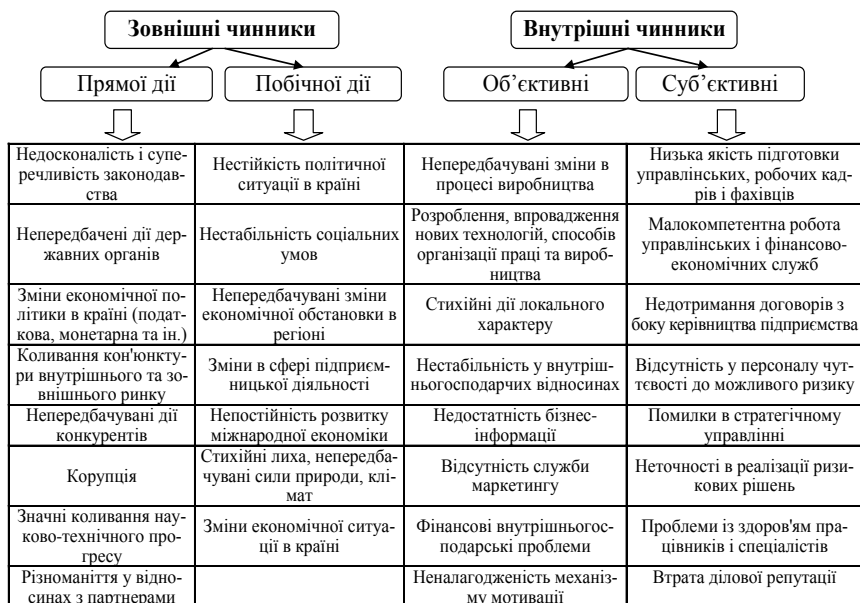 Зовнішні чинники
Внутрішні чинники
Прямої дії
Побічної дії
Об’єктивні
Суб’єктивні
Недосконалість і супе-
речливість законодав-
ства
Нестійкість політичної
ситуації в країні
Непередбачувані зміни в
процесі виробництва
Низька якість підготовки
управлінських, робочих кад-
рів і фахівців
Непередбачені дії дер-
жавних органів
Нестабільність соціальних
умов
Розроблення, впровадження
нових технологій, способів
організації праці та вироб-
ництва
Малокомпетентна робота
управлінських і фінансово-
економічних служб
Зміни економічної по-
літики в країні (подат-
кова, монетарна та ін.)
Непередбачувані зміни
економічної обстановки в
регіоні
Стихійні дії локального
характеру
Недотримання договорів з
боку керівництва підприємства
Коливання кон'юнкту-
ри внутрішнього та зо-
внішнього ринку
Зміни в сфері підприєм-
ницької діяльності
Нестабільність у внутріш-
ньогосподарчих відносинах
Відсутність у персоналу чут-
тєвості до можливого ризику
Непередбачувані дії
конкурентів
Непостійність розвитку
міжнародної економіки
Недостатність бізнес-
інформації
Помилки в стратегічному
управлінні
Корупція
Стихійні лиха, непередба-
чувані сили природи, клі-
мат
Відсутність служби
маркетингу
Неточності в реалізації ризи-
кових рішень
Значні коливання нау-
ково-технічного про-
гресу
Зміни економічної ситуа-
ції в країні
Фінансові внутрішньогос-
подарські проблеми
Проблеми із здоров'ям пра-
цівників і спеціалістів
Різноманіття у відно-
синах з партнерами
Неналагодженість механіз-
му мотивації
Втрата ділової репутації